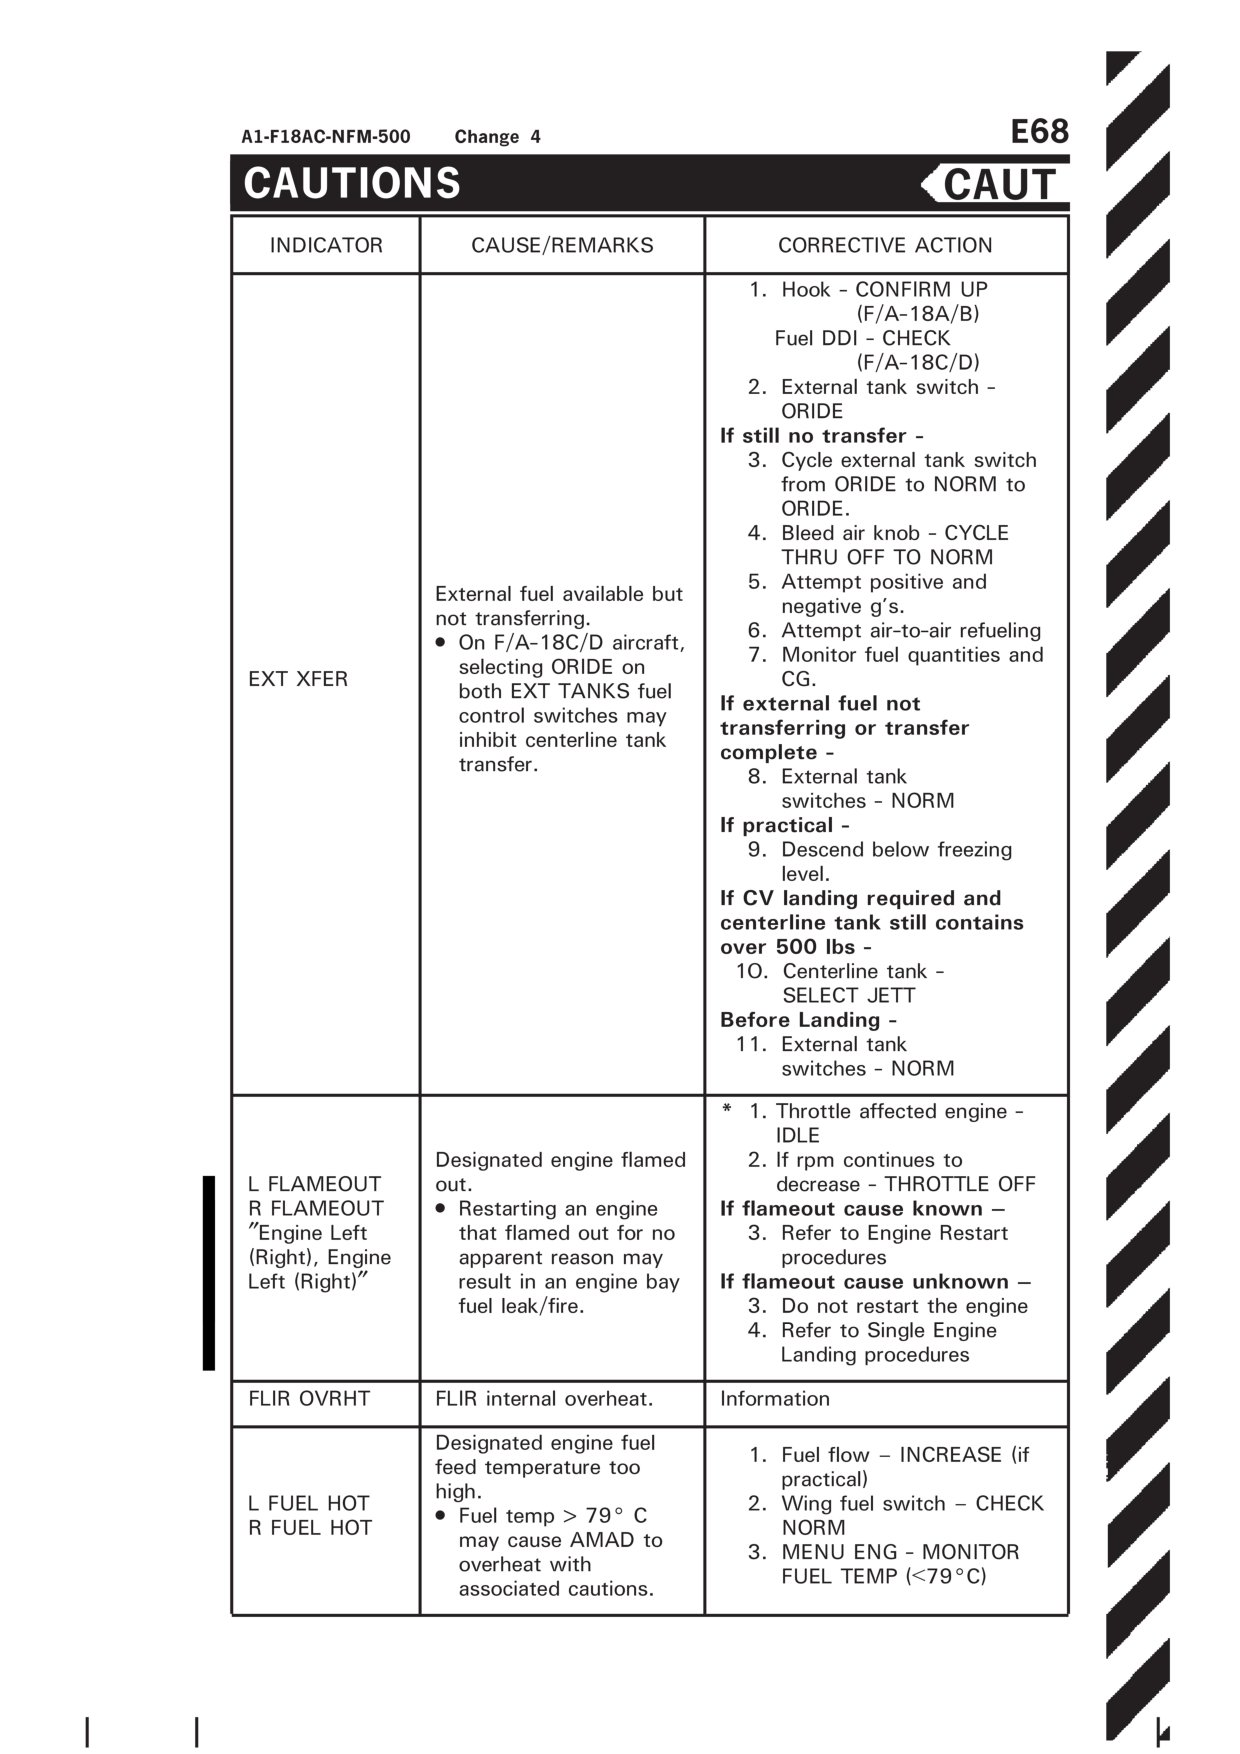 A1-F18AC-NFM-500 Change 4 E68
CAUTIONS CAUT
INDICATOR CAUSE/REMARKS CORRECTIVE ACTION
EXT XFER
External fuel available but
not transferring.
• On F/A-18C/D aircraft,
selecting ORIDE on
both EXT TANKS fuel
control switches may
inhibit centerline tank
transfer.
1. Hook - CONFIRM UP
(F/A-18A/B)
Fuel DDI - CHECK
(F/A-18C/D)
2. External tank switch -
ORIDE
If still no transfer -
3. Cycle external tank switch
from ORIDE to NORM to
ORIDE.
4. Bleed air knob - CYCLE
THRU OFF TO NORM
5. Attempt positive and
negative g's.
6. Attempt air-to-air refueling
7. Monitor fuel quantities and
CG.
If external fuel not
transferring or transfer
complete -
8. External tank
switches - NORM
If practical -
9. Descend below freezing
level.
If CV landing required and
centerline tank still contains
over 500 lbs -
10. Centerline tank -
SELECT JETT
Before Landing -
11. External tank
switches - NORM
L FLAMEOUT
R FLAMEOUT
"Engine Left
(Right), Engine
Left (Right)"
Designated engine flamed
out.
• Restarting an engine
that flamed out for no
apparent reason may
result in an engine bay
fuel leak/fire.
* 1. Throttle affected engine -
IDLE
2. If rpm continues to
decrease - THROTTLE OFF
If flameout cause known –
3. Refer to Engine Restart
procedures
If flameout cause unknown –
3. Do not restart the engine
4. Refer to Single Engine
Landing procedures
FLIR OVRHT FLIR internal overheat. Information
L FUEL HOT
R FUEL HOT
Designated engine fuel
feed temperature too
high.
• Fuel temp > 79° C
may cause AMAD to
overheat with
associated cautions.
1. Fuel flow – INCREASE (if
practical)
2. Wing fuel switch – CHECK
NORM
3. MENU ENG - MONITOR
FUEL TEMP (<79°C)